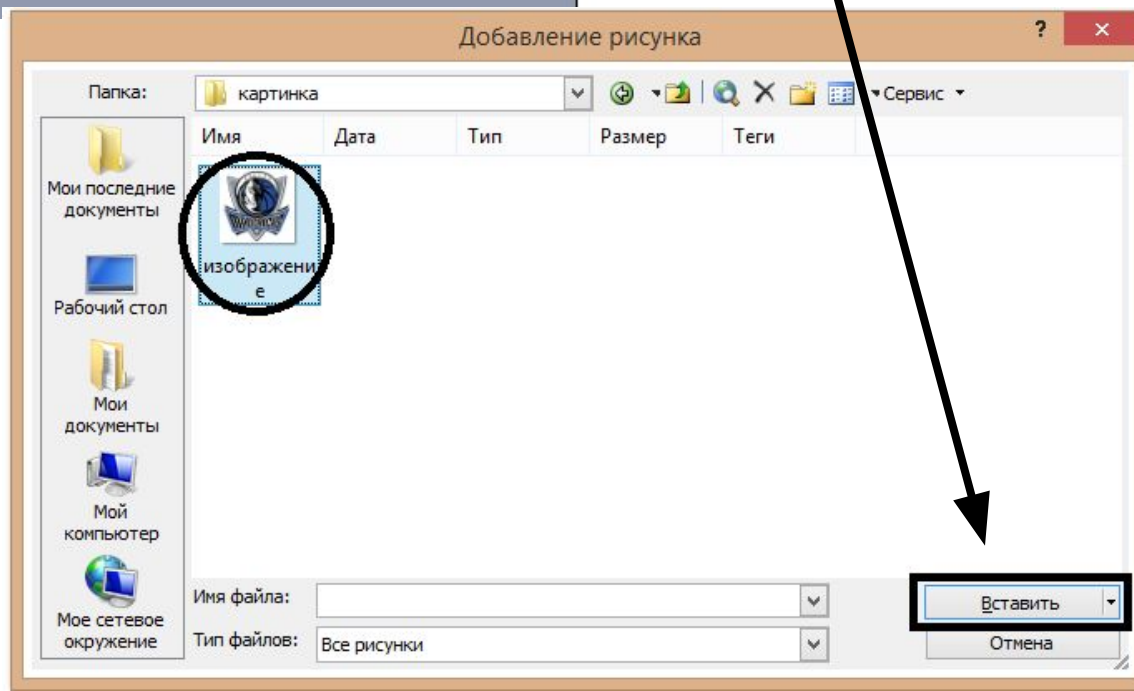 Добавление рисунка
?
Папка:
картинка
Сервис
Имя Дата Тип Размер Теги
Мои последние
документы
MAVERICKS
изображени
е
Рабочий стол
Мои
документы
Мой
компьютер
Мое сетевое
окружение
Имя файла:
Вставить
Тип файлов: Все рисунки
Отмена